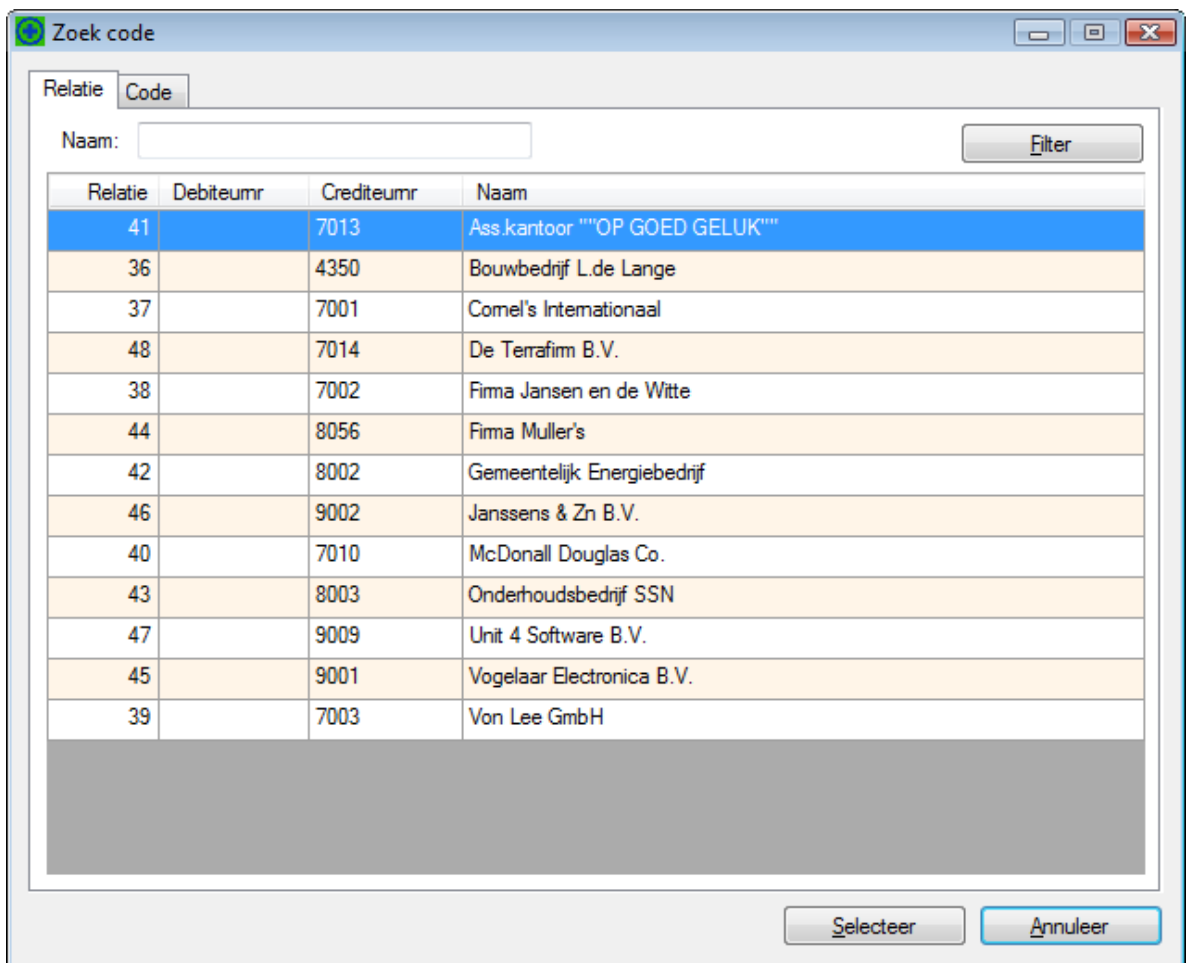 Zoek code
Relatie Code
Naam: Filter
Relatie Debiteurnr Crediteurnr Naam
41 7013 Ass.kantoor ""OP GOED GELUK""
36 4350 Bouwbedrijf L.de Lange
37 7001 Cornel's Internationaal
48 7014 De Terrafirm B.V.
38 7002 Firma Jansen en de Witte
44 8056 Firma Muller's
42 8002 Gemeentelijk Energiebedrijf
46 9002 Janssens & Zn B.V.
40 7010 McDonall Douglas Co.
43 8003 Onderhoudsbedrijf SSN
47 9009 Unit 4 Software B.V.
45 9001 Vogelaar Electronica B.V.
39 7003 Von Lee GmbH
Selecteer Annuleer